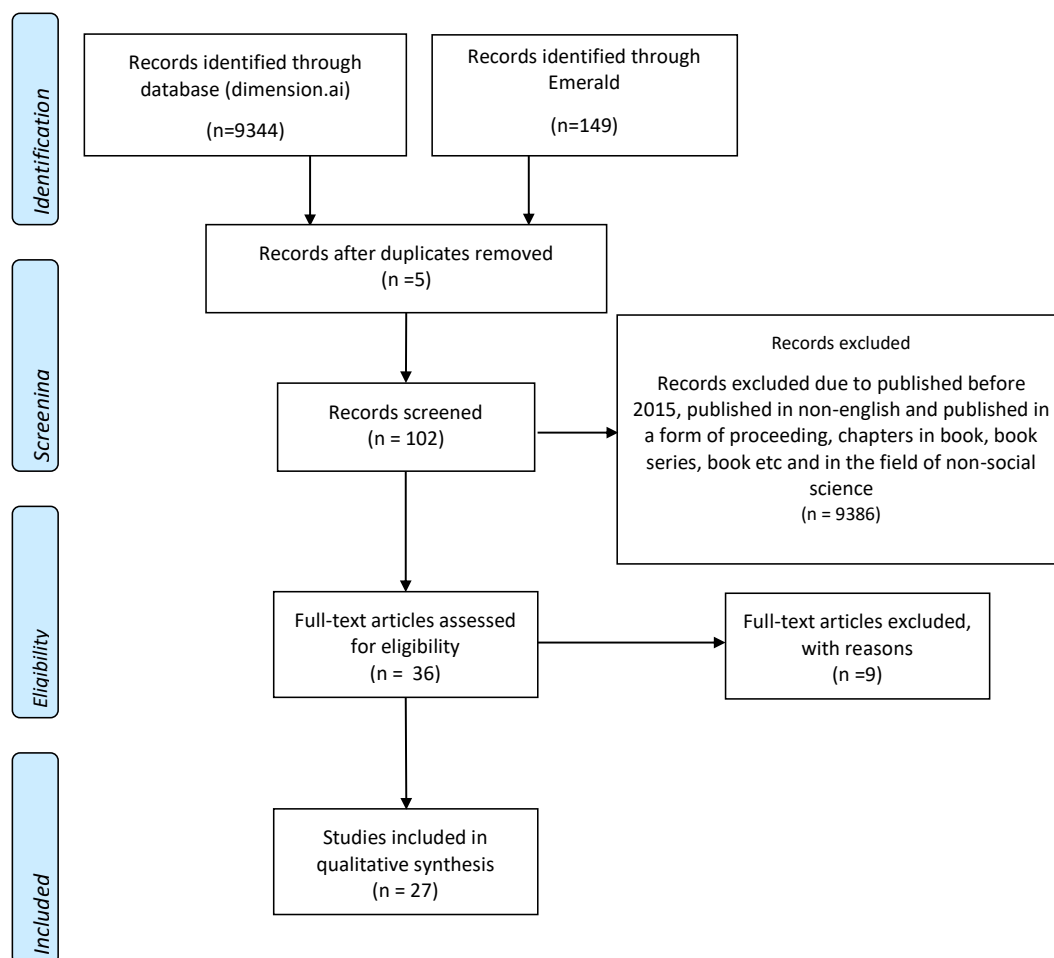 Identification
Records identified through
database (dimension.ai)
(n=9344)
Records identified through
Emerald
(n=149)
Records after duplicates removed
(n =5)
Screenina
Records screened
(n = 102)
Records excluded
Records excluded due to published before
2015, published in non-english and published in
a form of proceeding, chapters in book, book
series, book etc and in the field of non-social
science
(n = 9386)
Eligibility
Full-text articles assessed
for eligibility
(n =  36)
Full-text articles excluded,
with reasons
(n =9)
Included
Studies included in
qualitative synthesis
(n = 27)